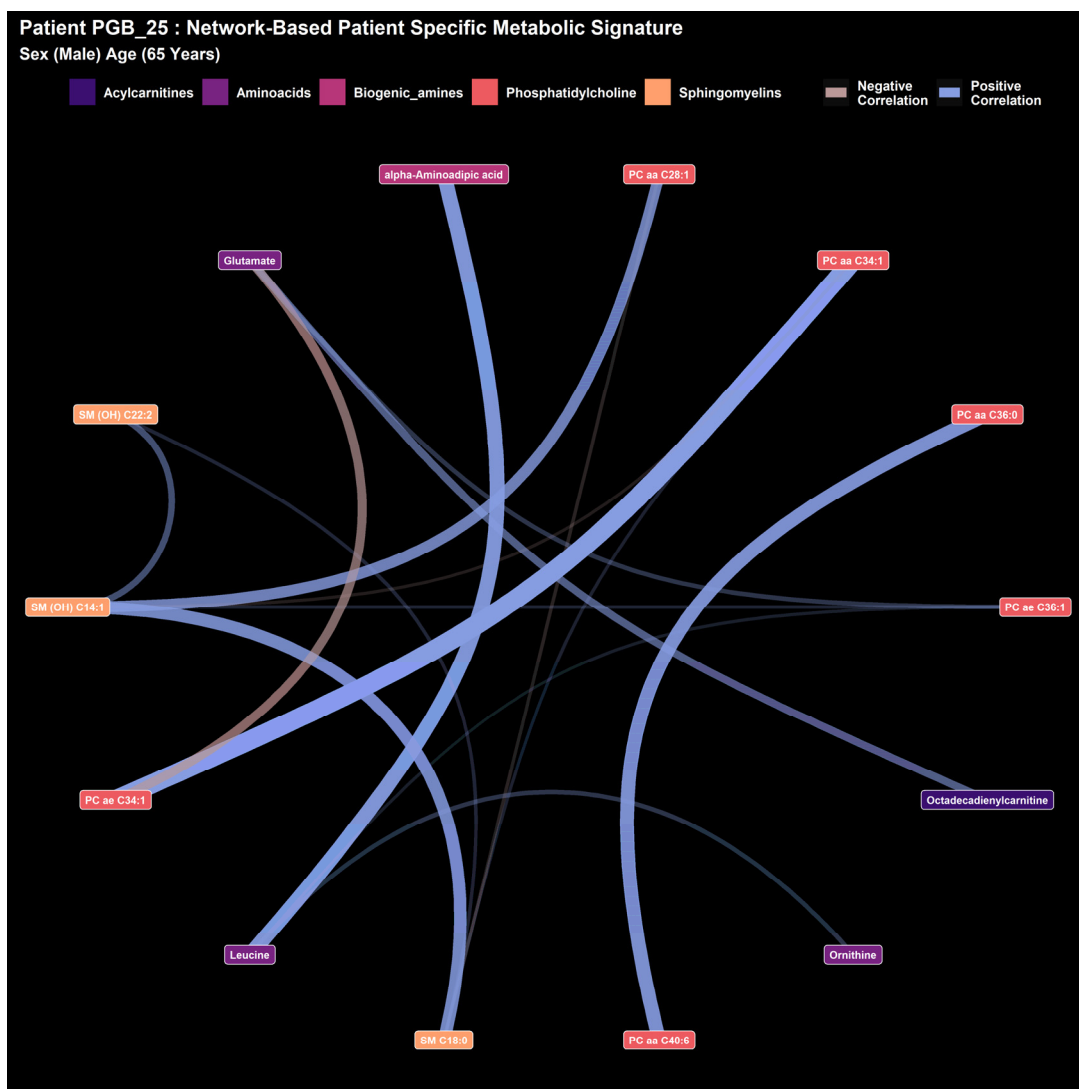 Patient PGB_25 : Network-Based Patient Specific Metabolic Signature
Sex (Male) Age (65 Years)
Acylcarnitines
Aminoacids
Biogenic_amines
Phosphatidylcholine
Sphingomyelins
Negative
Correlation
Positive
Correlation
alpha-Aminoadipic acid
PC aa C28:1
Glutamate
PC aa C34:1
SM (OH) C22:2
PC aa C36:0
SM (OH) C14:1
PC ae C36:1
PC ae C34:1
Octadecadienylcarnitine
Leucine
Ornithine
SM C18:0
PC aa C40:6